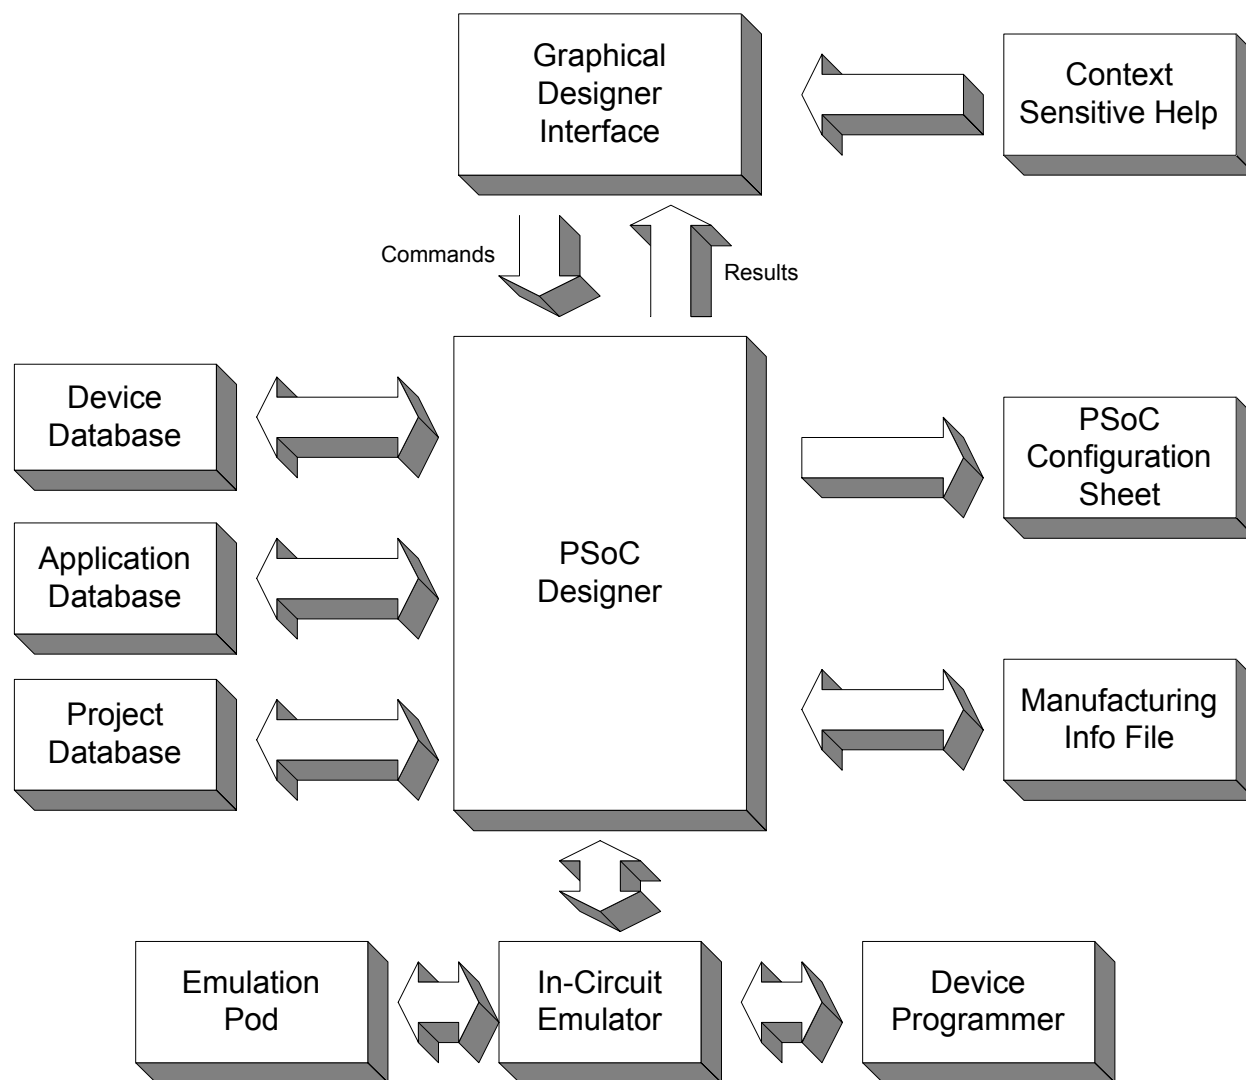 Graphical
Designer
Interface
Context
Sensitive Help
Commands
Results
Device
Database
PSoC
Configuration
Sheet
Application
Database
PSoC
Designer
Project
Database
Manufacturing
Info File
Emulation
Pod
In-Circuit
Emulator
Device
Programmer